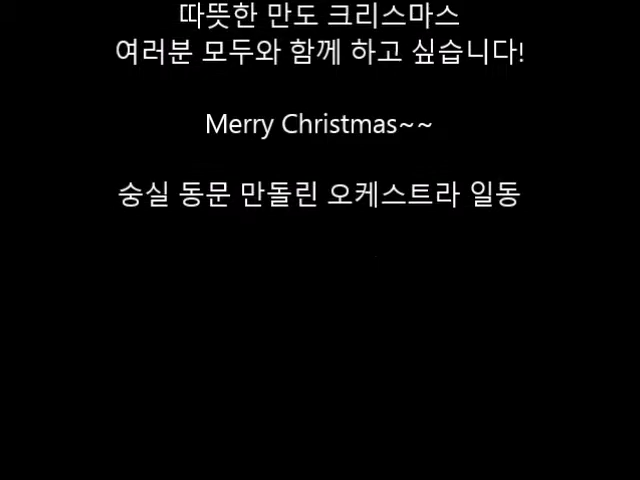 따뜻한 만도 크리스마스
여러분 모두와 함께 하고 싶습니다!
Merry Christmas~~
숭실 동문 만돌린 오케스트라 일동